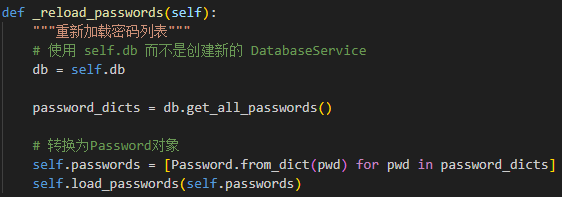 def _reload_passwords(self):
    """重新加载密码列表"""
    # 使用 self.db 而不是创建新的 DatabaseService
    db = self.db
    password_dicts = db.get_all_passwords()
    # 转换为Password对象
    self.passwords = [Password.from_dict(pwd) for pwd in password_dicts]
    self.load_passwords(self.passwords)